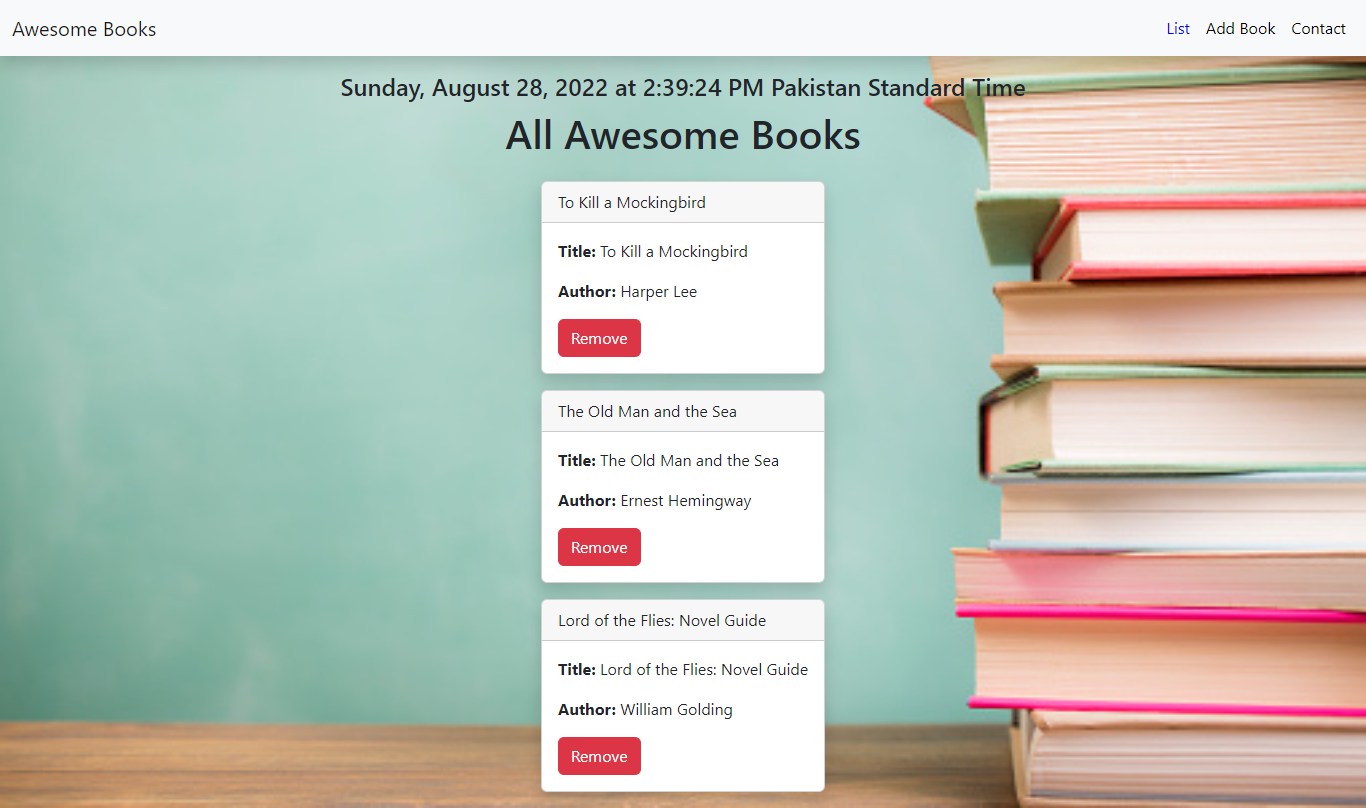 Awesome Books
List Add Book Contact
Sunday, August 28, 2022 at 2:39:24 PM Pakistan Standard Time
All Awesome Books
To Kill a Mockingbird
Title: To Kill a Mockingbird
Author: Harper Lee
Remove
The Old Man and the Sea
Title: The Old Man and the Sea
Author: Ernest Hemingway
Remove
Lord of the Flies: Novel Guide
Title: Lord of the Flies: Novel Guide
Author: William Golding
Remove